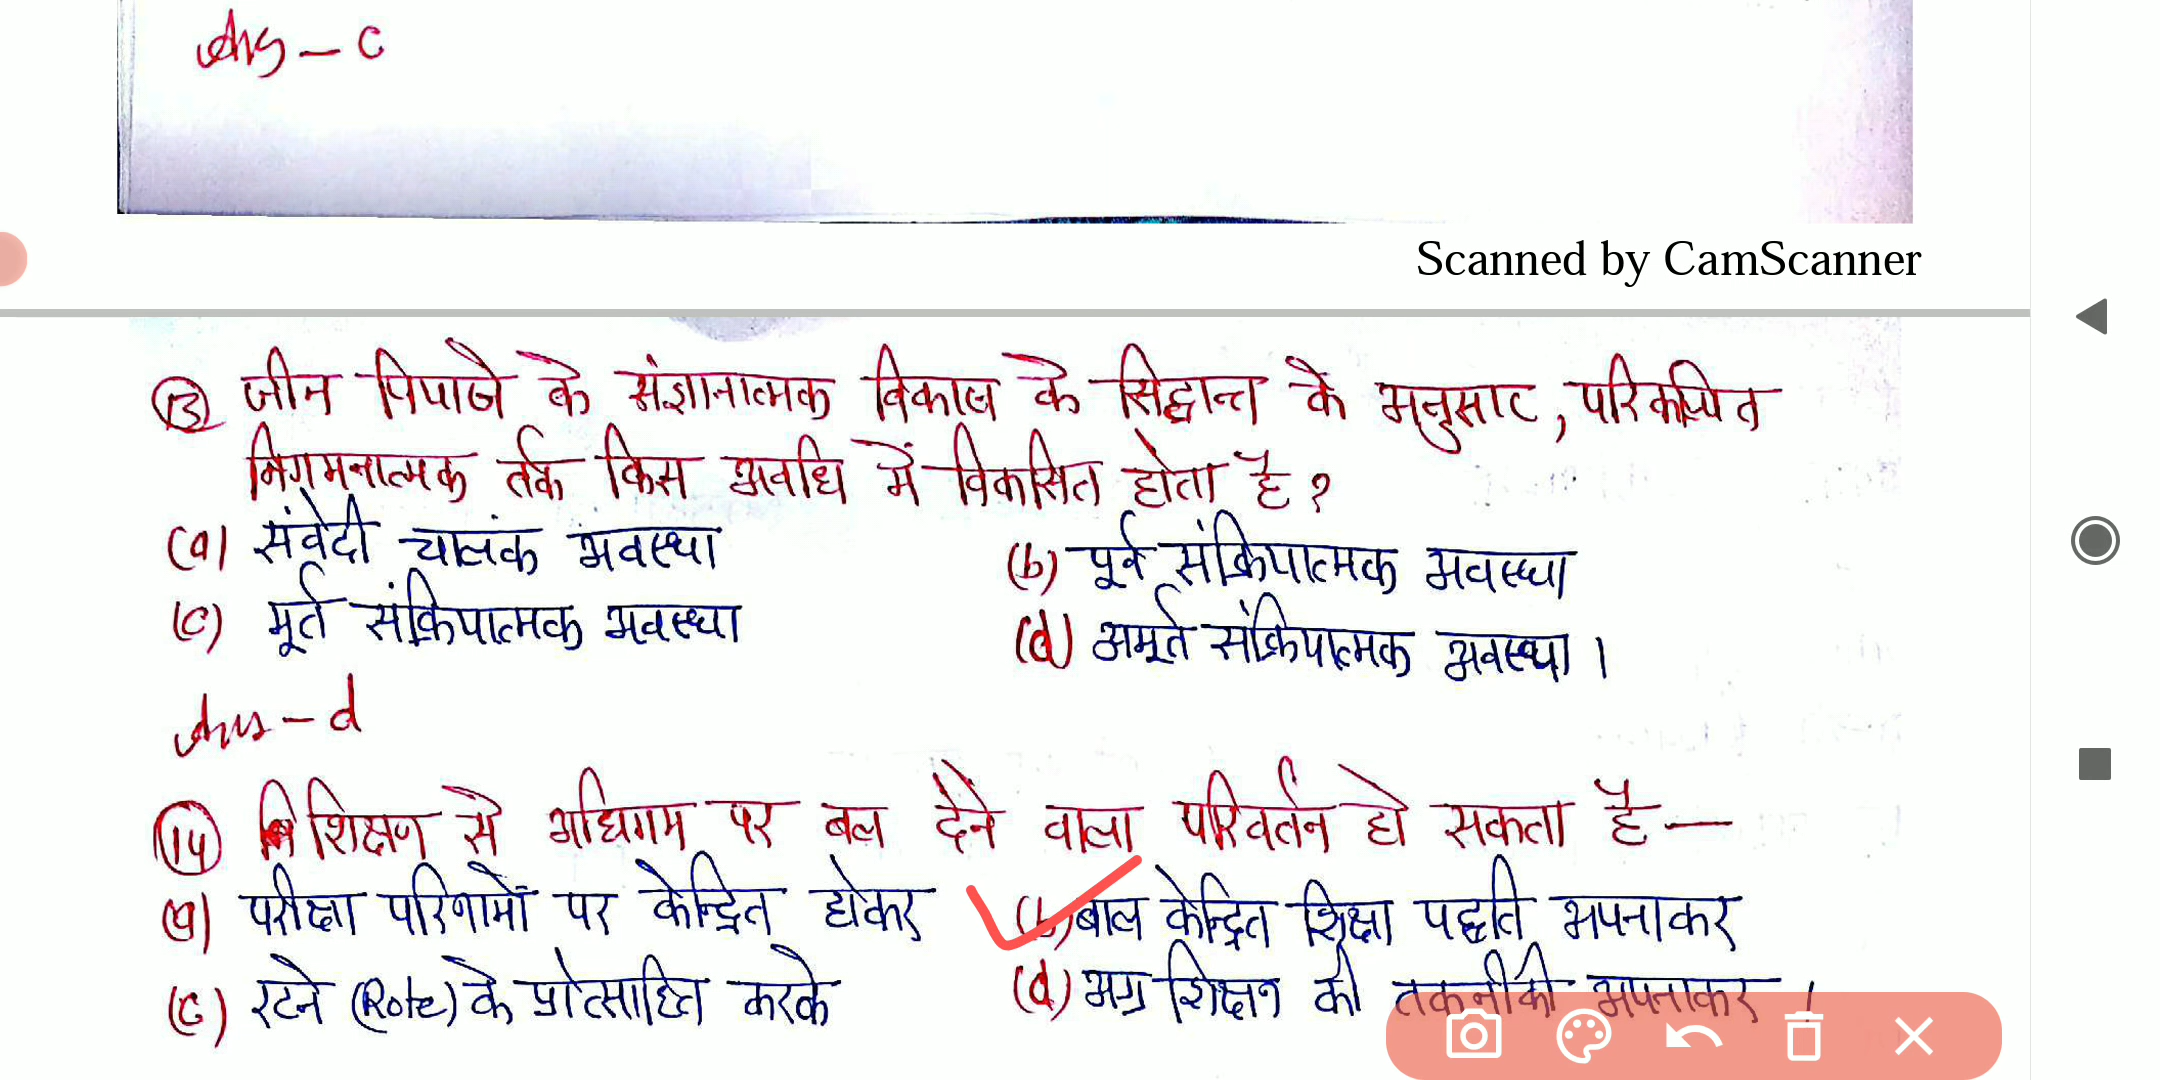 Ans – C
Scanned by CamScanner
(13) जीन पियाजे के संज्ञानात्मक विकास के सिद्धान्त के अनुसार, परिकल्पित
निगमनात्मक तर्क किस अवधि में विकसित होता है ?
(a) संवेदी चालक अवस्था (b) पूर्व संक्रियात्मक अवस्था
(c) मूर्त संक्रियात्मक अवस्था (d) अमूर्त संक्रियात्मक अवस्था ।
Ans – d
(14) शिक्षण से अधिगम पर बल देने वाला परिवर्तन हो सकता है —
(a) परीक्षा परिणामों पर केन्द्रित होकर (b) बाल केन्द्रित शिक्षा पद्दति अपनाकर
(c) रटने (Rote) के प्रोत्साहित करके (d) अग्र शिक्षण की तकनीकी अपनाकर ।